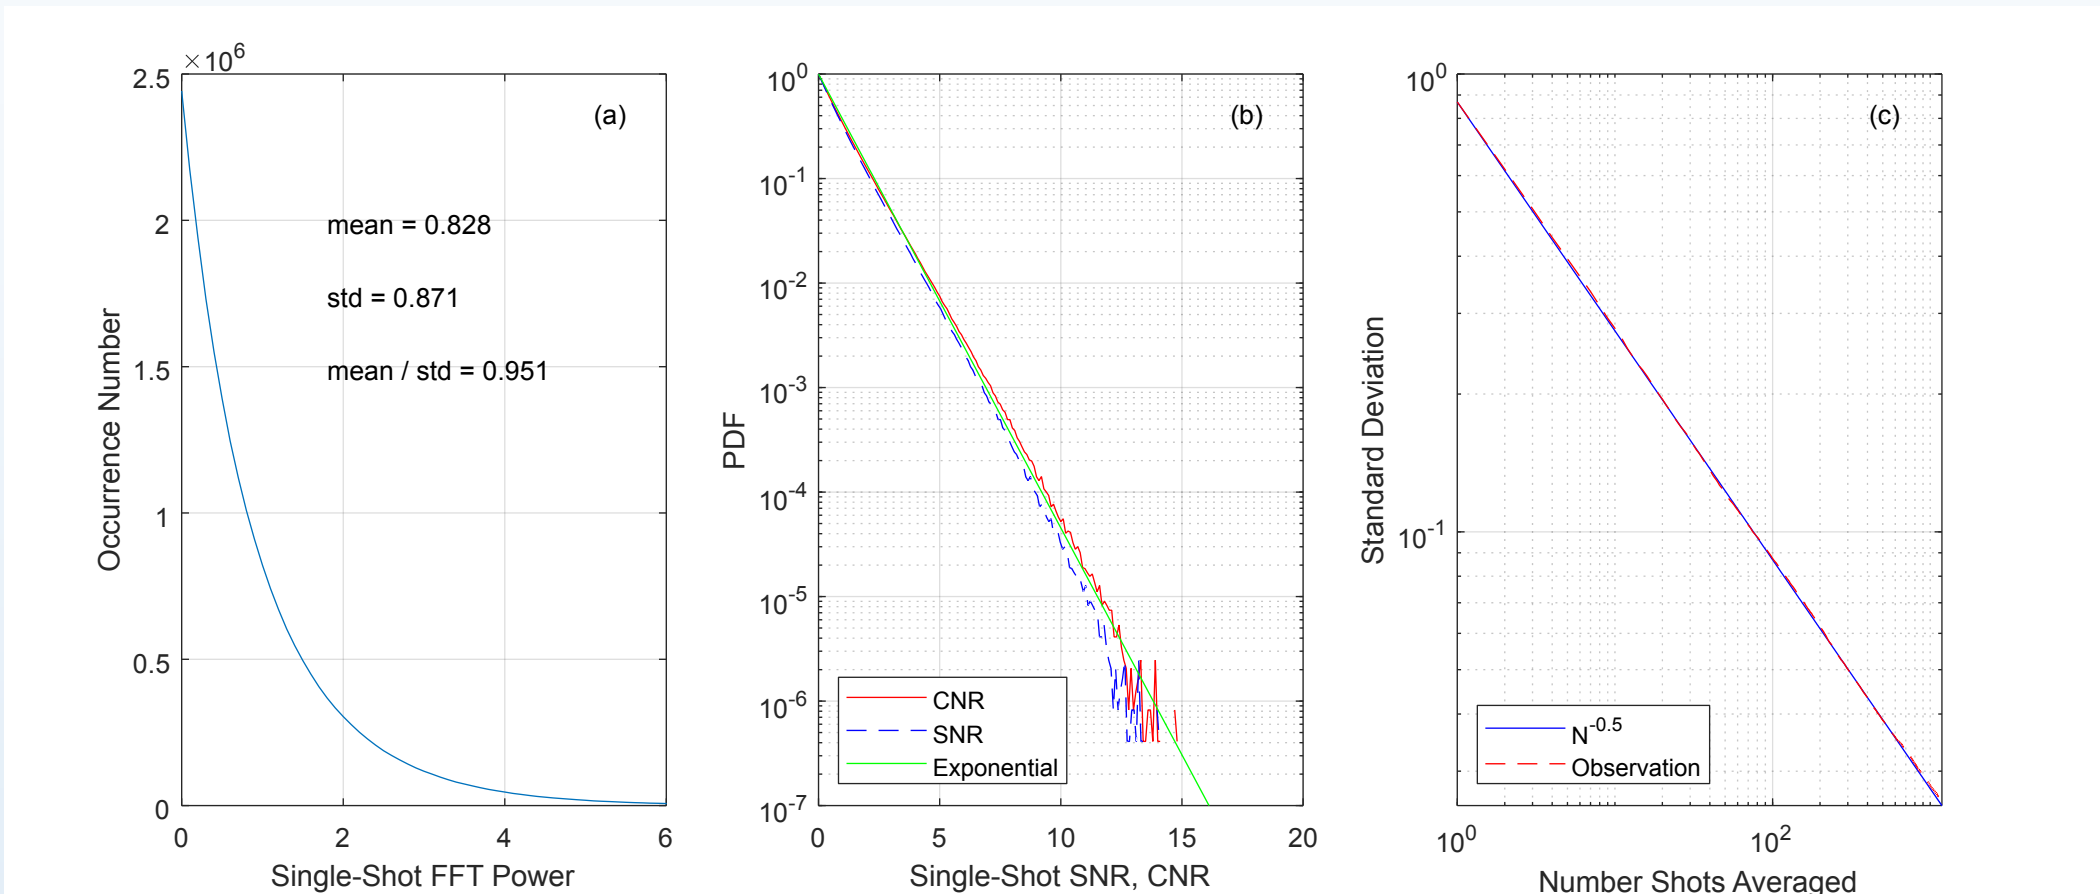 ×10^6
2.5
2
1.5
1
0.5
0
0
2
4
6
Occurrence Number
Single-Shot FFT Power
(a)
mean = 0.828
std = 0.871
mean / std = 0.951
10^0
10^-1
10^-2
10^-3
10^-4
10^-5
10^-6
10^-7
0
5
10
15
20
PDF
Single-Shot SNR, CNR
(b)
CNR
SNR
Exponential
10^0
10^-1
10^0
10^2
Standard Deviation
Number Shots Averaged
(c)
N^-0.5
Observation